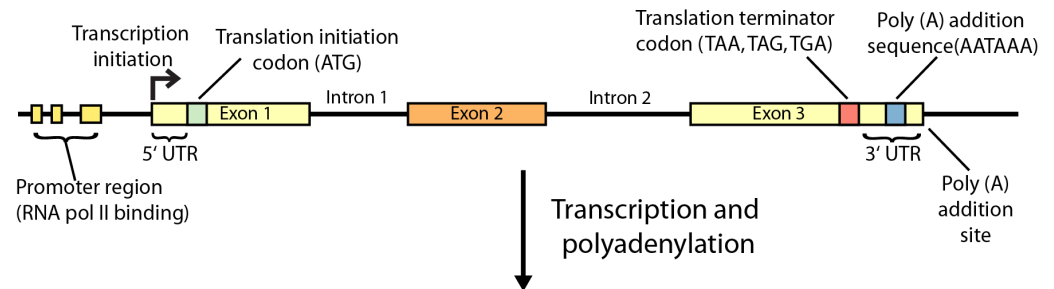 Transcription
initiation
Translation initiation
codon (ATG)
Translation terminator
codon (TAA,TAG,TGA)
Poly (A) addition
sequence(AATAAA)
Exon 1
Intron 1
Exon 2
Intron 2
Exon 3
5' UTR
3' UTR
Promoter region
(RNA pol II binding)
Poly (A)
addition
site
Transcription and
polyadenylation